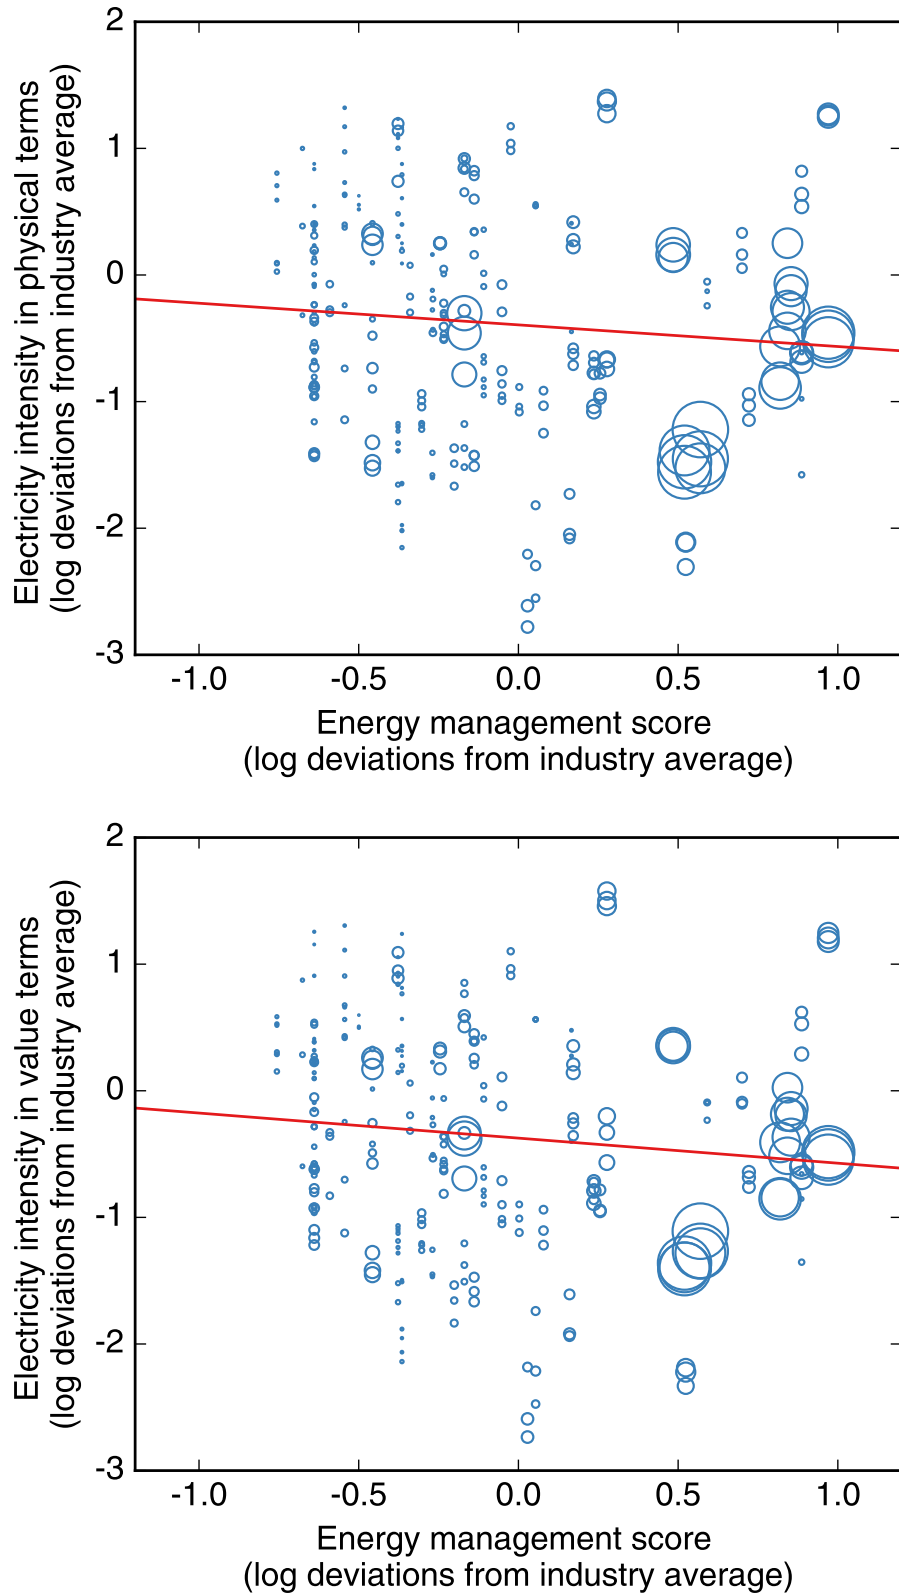 Electricity intensity in physical terms
(log deviations from industry average)
2
1
0
-1
-2
-3
-1.0 -0.5 0.0 0.5 1.0
Energy management score
(log deviations from industry average)
Electricity intensity in value terms
(log deviations from industry average)
2
1
0
-1
-2
-3
-1.0 -0.5 0.0 0.5 1.0
Energy management score
(log deviations from industry average)